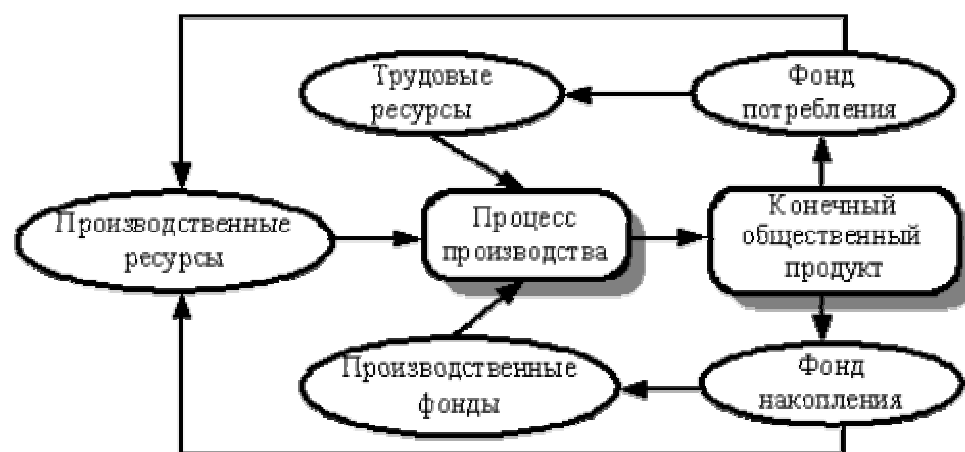 Трудовые
ресурсы
Фонд
потребления
Производственные
ресурсы
Процесс
производства
Конечный
общественный
продукт
Производственные
фонды
Фонд
накопления